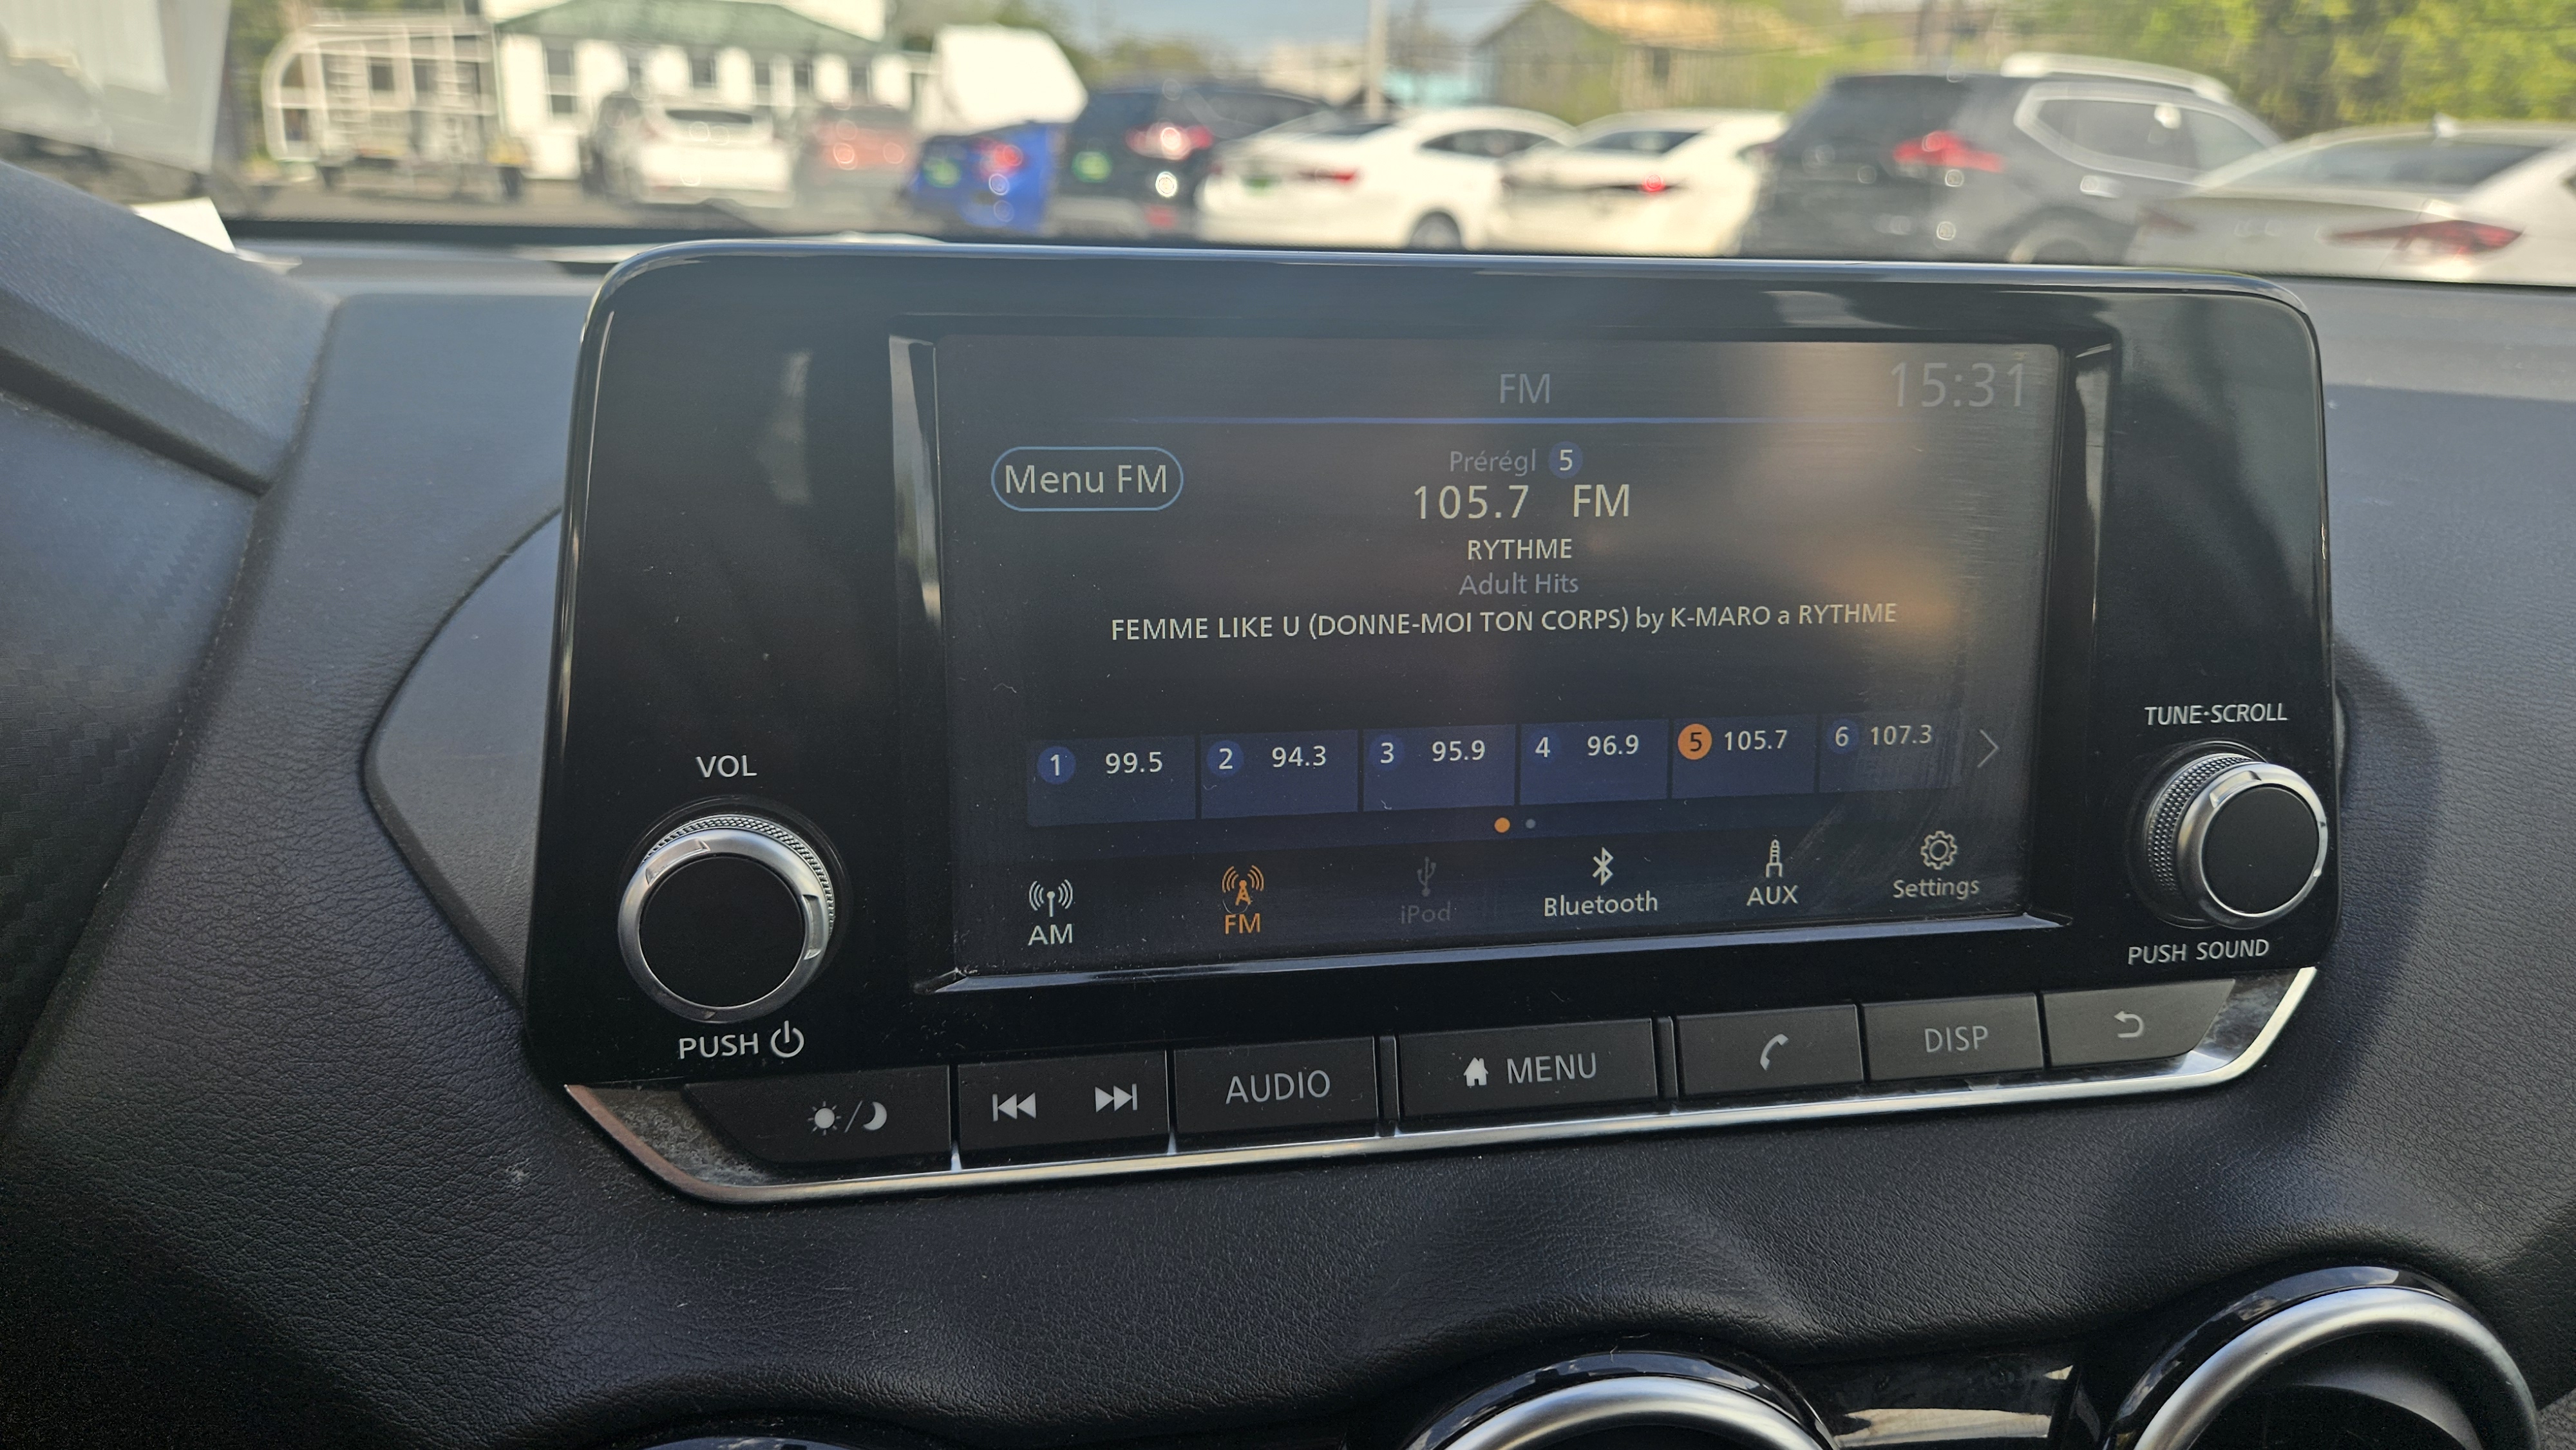 FM
15:31
Menu FM
Prérégl 5
105.7 FM
RYTHME
Adult Hits
FEMME LIKE U (DONNE-MOI TON CORPS) by K-MARO a RYTHME
1 99.5 2 94.3 3 95.9 4 96.9 5 105.7 6 107.3
AM FM iPod Bluetooth AUX Settings
VOL
PUSH
TUNE·SCROLL
PUSH SOUND
AUDIO MENU DISP